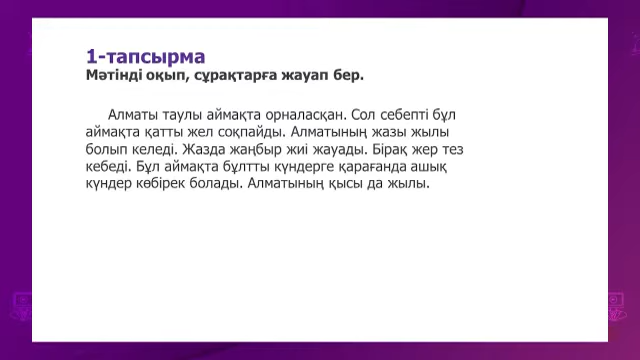 1-тапсырма
Мәтінді оқып, сұрақтарға жауап бер.
Алматы таулы аймақта орналасқан. Сол себепті бұл
аймақта қатты жел соқпайды. Алматының жазы жылы
болып келеді. Жазда жаңбыр жиі жауады. Бірақ жер тез
кебеді. Бұл аймақта бұлтты күндерге қарағанда ашық
күндер көбірек болады. Алматының қысы да жылы.